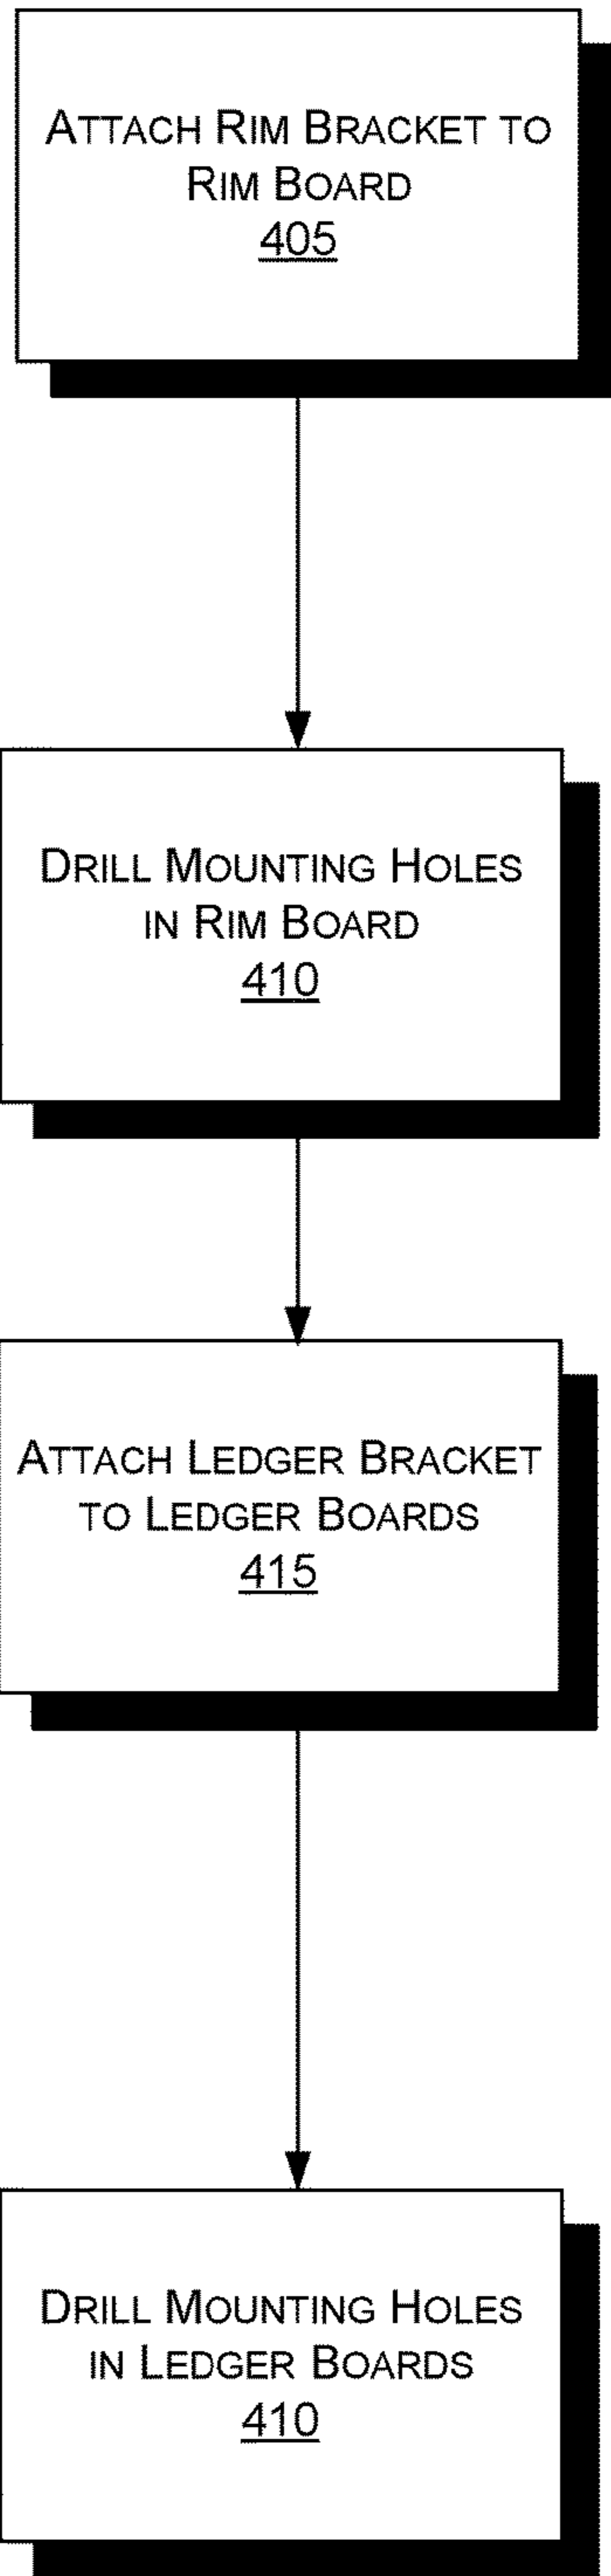 ATTACH RIM BRACKET TO
RIM BOARD
405
DRILL MOUNTING HOLES
IN RIM BOARD
410
ATTACH LEDGER BRACKET
TO LEDGER BOARDS
415
DRILL MOUNTING HOLES
IN LEDGER BOARDS
410